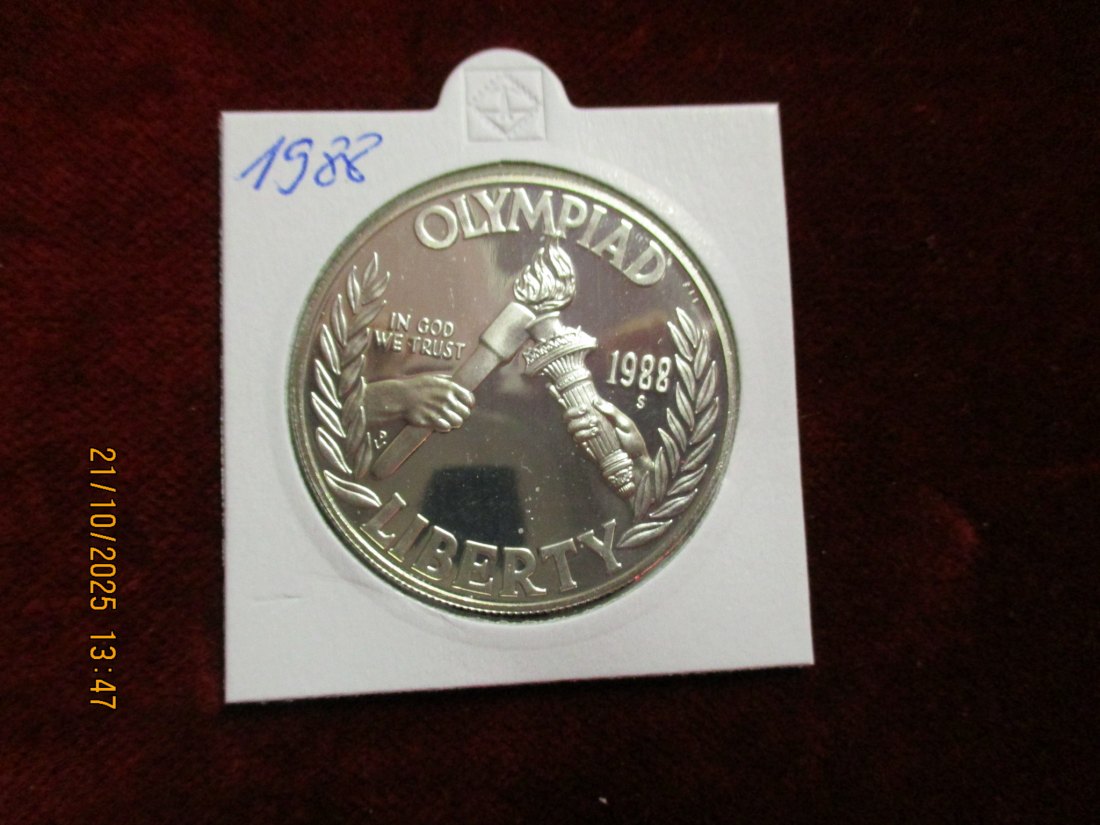 1988
OLYMPIAD
IN GOD
WE TRUST
1988
S
LIBERTY
21/10/2025 13:47